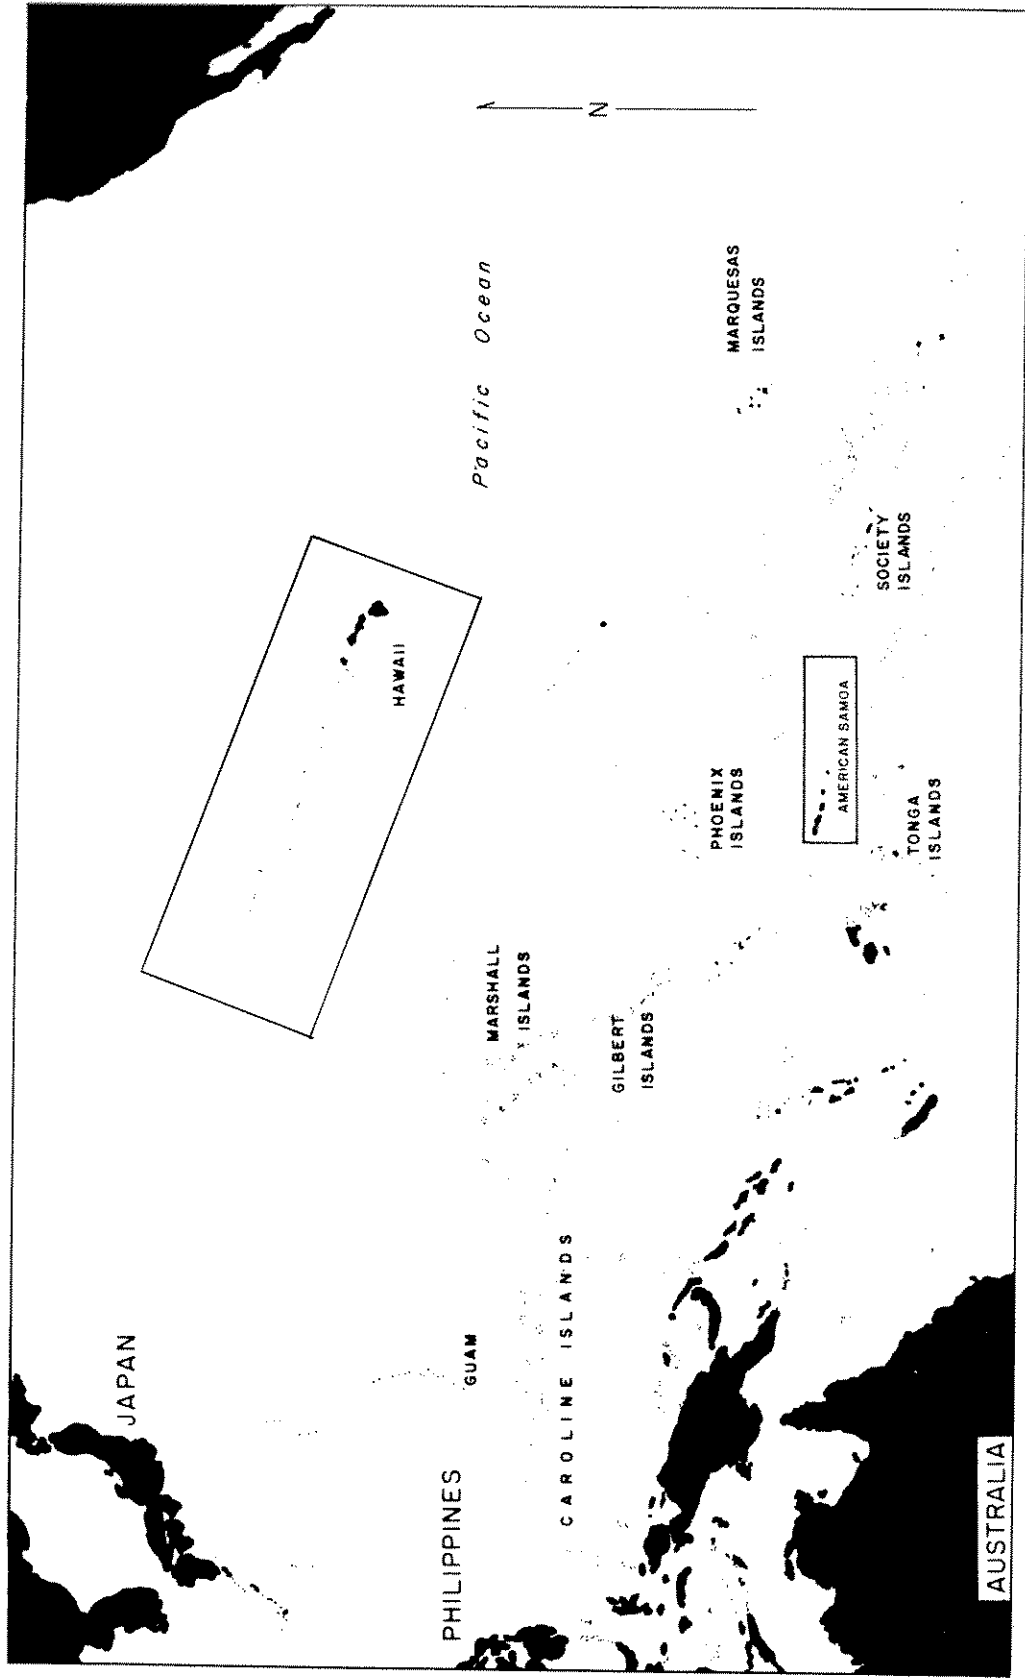 JAPAN
Pacific Ocean
N
HAWAII
PHILIPPINES
GUAM
MARSHALL
ISLANDS
CAROLINE ISLANDS
GILBERT
ISLANDS
PHOENIX
ISLANDS
MARQUESAS
ISLANDS
AMERICAN SAMOA
SOCIETY
ISLANDS
TONGA
ISLANDS
AUSTRALIA